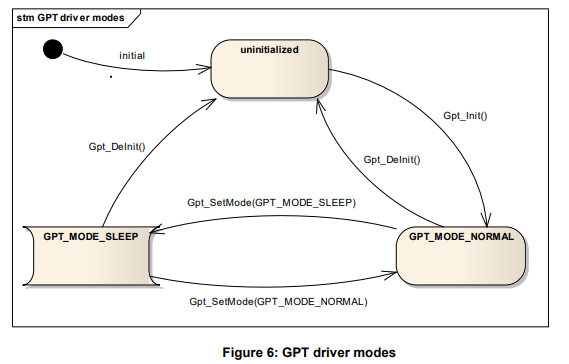 stm GPT driver modes
initial
uninitialized
Gpt_Init()
Gpt_DeInit()
Gpt_DeInit()
Gpt_SetMode(GPT_MODE_SLEEP)
GPT_MODE_SLEEP
GPT_MODE_NORMAL
Gpt_SetMode(GPT_MODE_NORMAL)
Figure 6: GPT driver modes